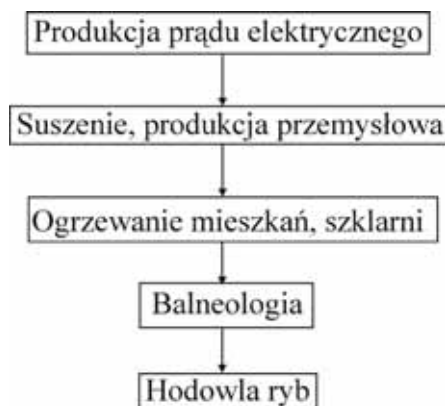 Produkcja prądu elektrycznego
Suszenie, produkcja przemysłowa
Ogrzewanie mieszkań, szklarni
Balneologia
Hodowla ryb